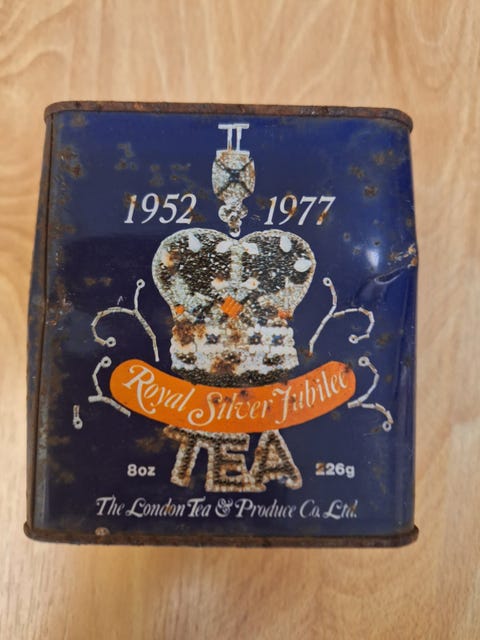 II
1952 1977
Royal Silver Jubilee
TEA
8oz 226g
The London Tea & Produce Co. Ltd.